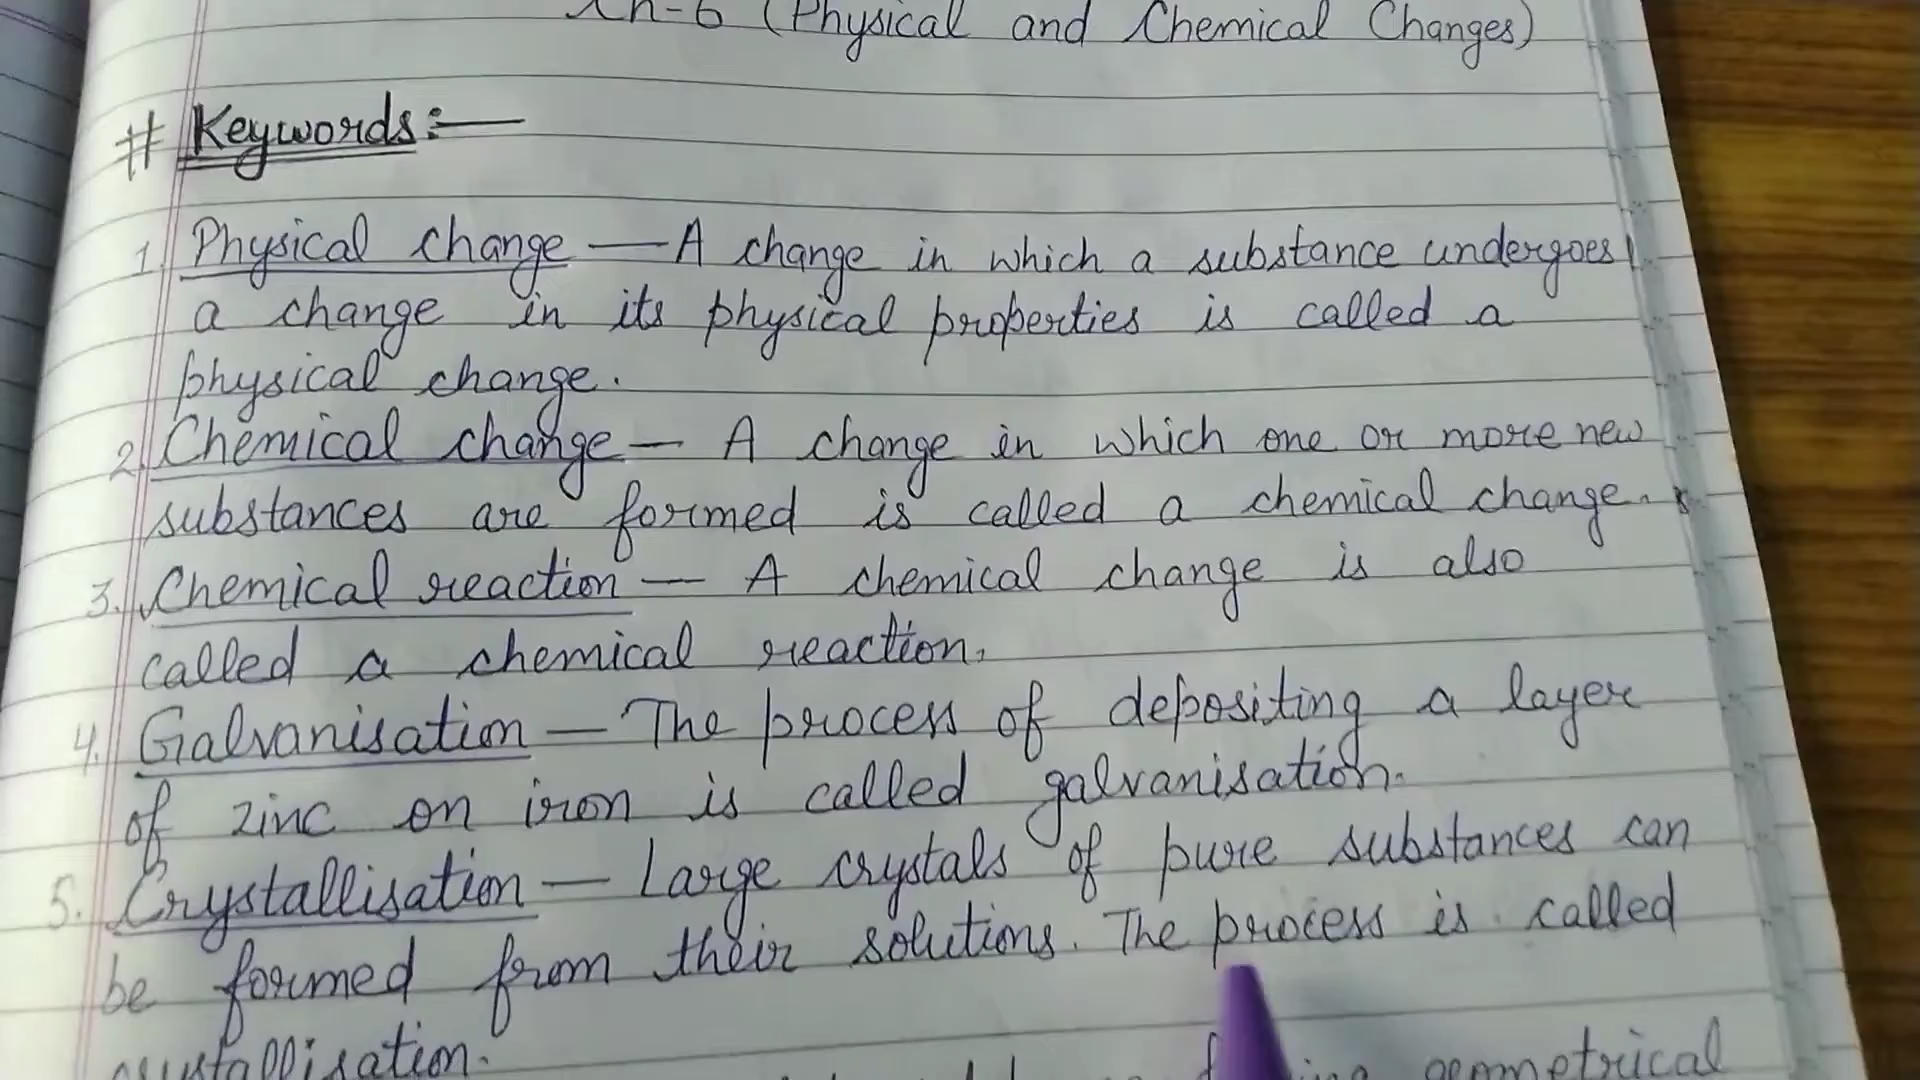 Ch-6 (Physical and Chemical Changes)
# Keywords:—
1. Physical change — A change in which a substance undergoes
a change in its physical properties is called a
physical change.
2. Chemical change — A change in which one or more new
substances are formed is called a chemical change.
3. Chemical reaction — A chemical change is also
called a chemical reaction.
4. Galvanisation — The process of depositing a layer
of zinc on iron is called galvanisation.
5. Crystallisation — Large crystals of pure substances can
be formed from their solutions. The process is called
crystallisation.
geometrical